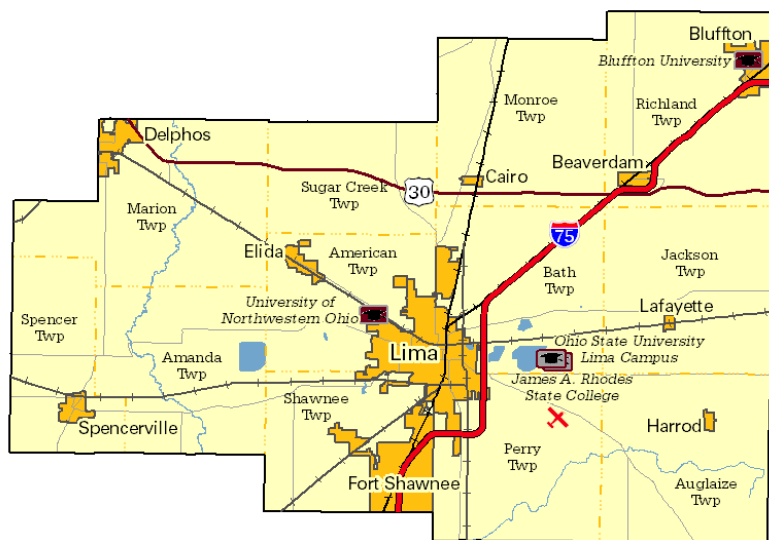 Bluffton
Bluffton University
Monroe
Twp
Richland
Twp
Delphos
Beaverdam
Cairo
Sugar Creek
Twp
30
Marion
Twp
75
Elida
American
Twp
Bath
Twp
Jackson
Twp
University of
Northwestern Ohio
Lafayette
Spencer
Twp
Ohio State University
Lima Campus
Lima
Amanda
Twp
James A. Rhodes
State College
Shawnee
Twp
Spencerville
Harrod
Perry
Twp
Fort Shawnee
Auglaize
Twp